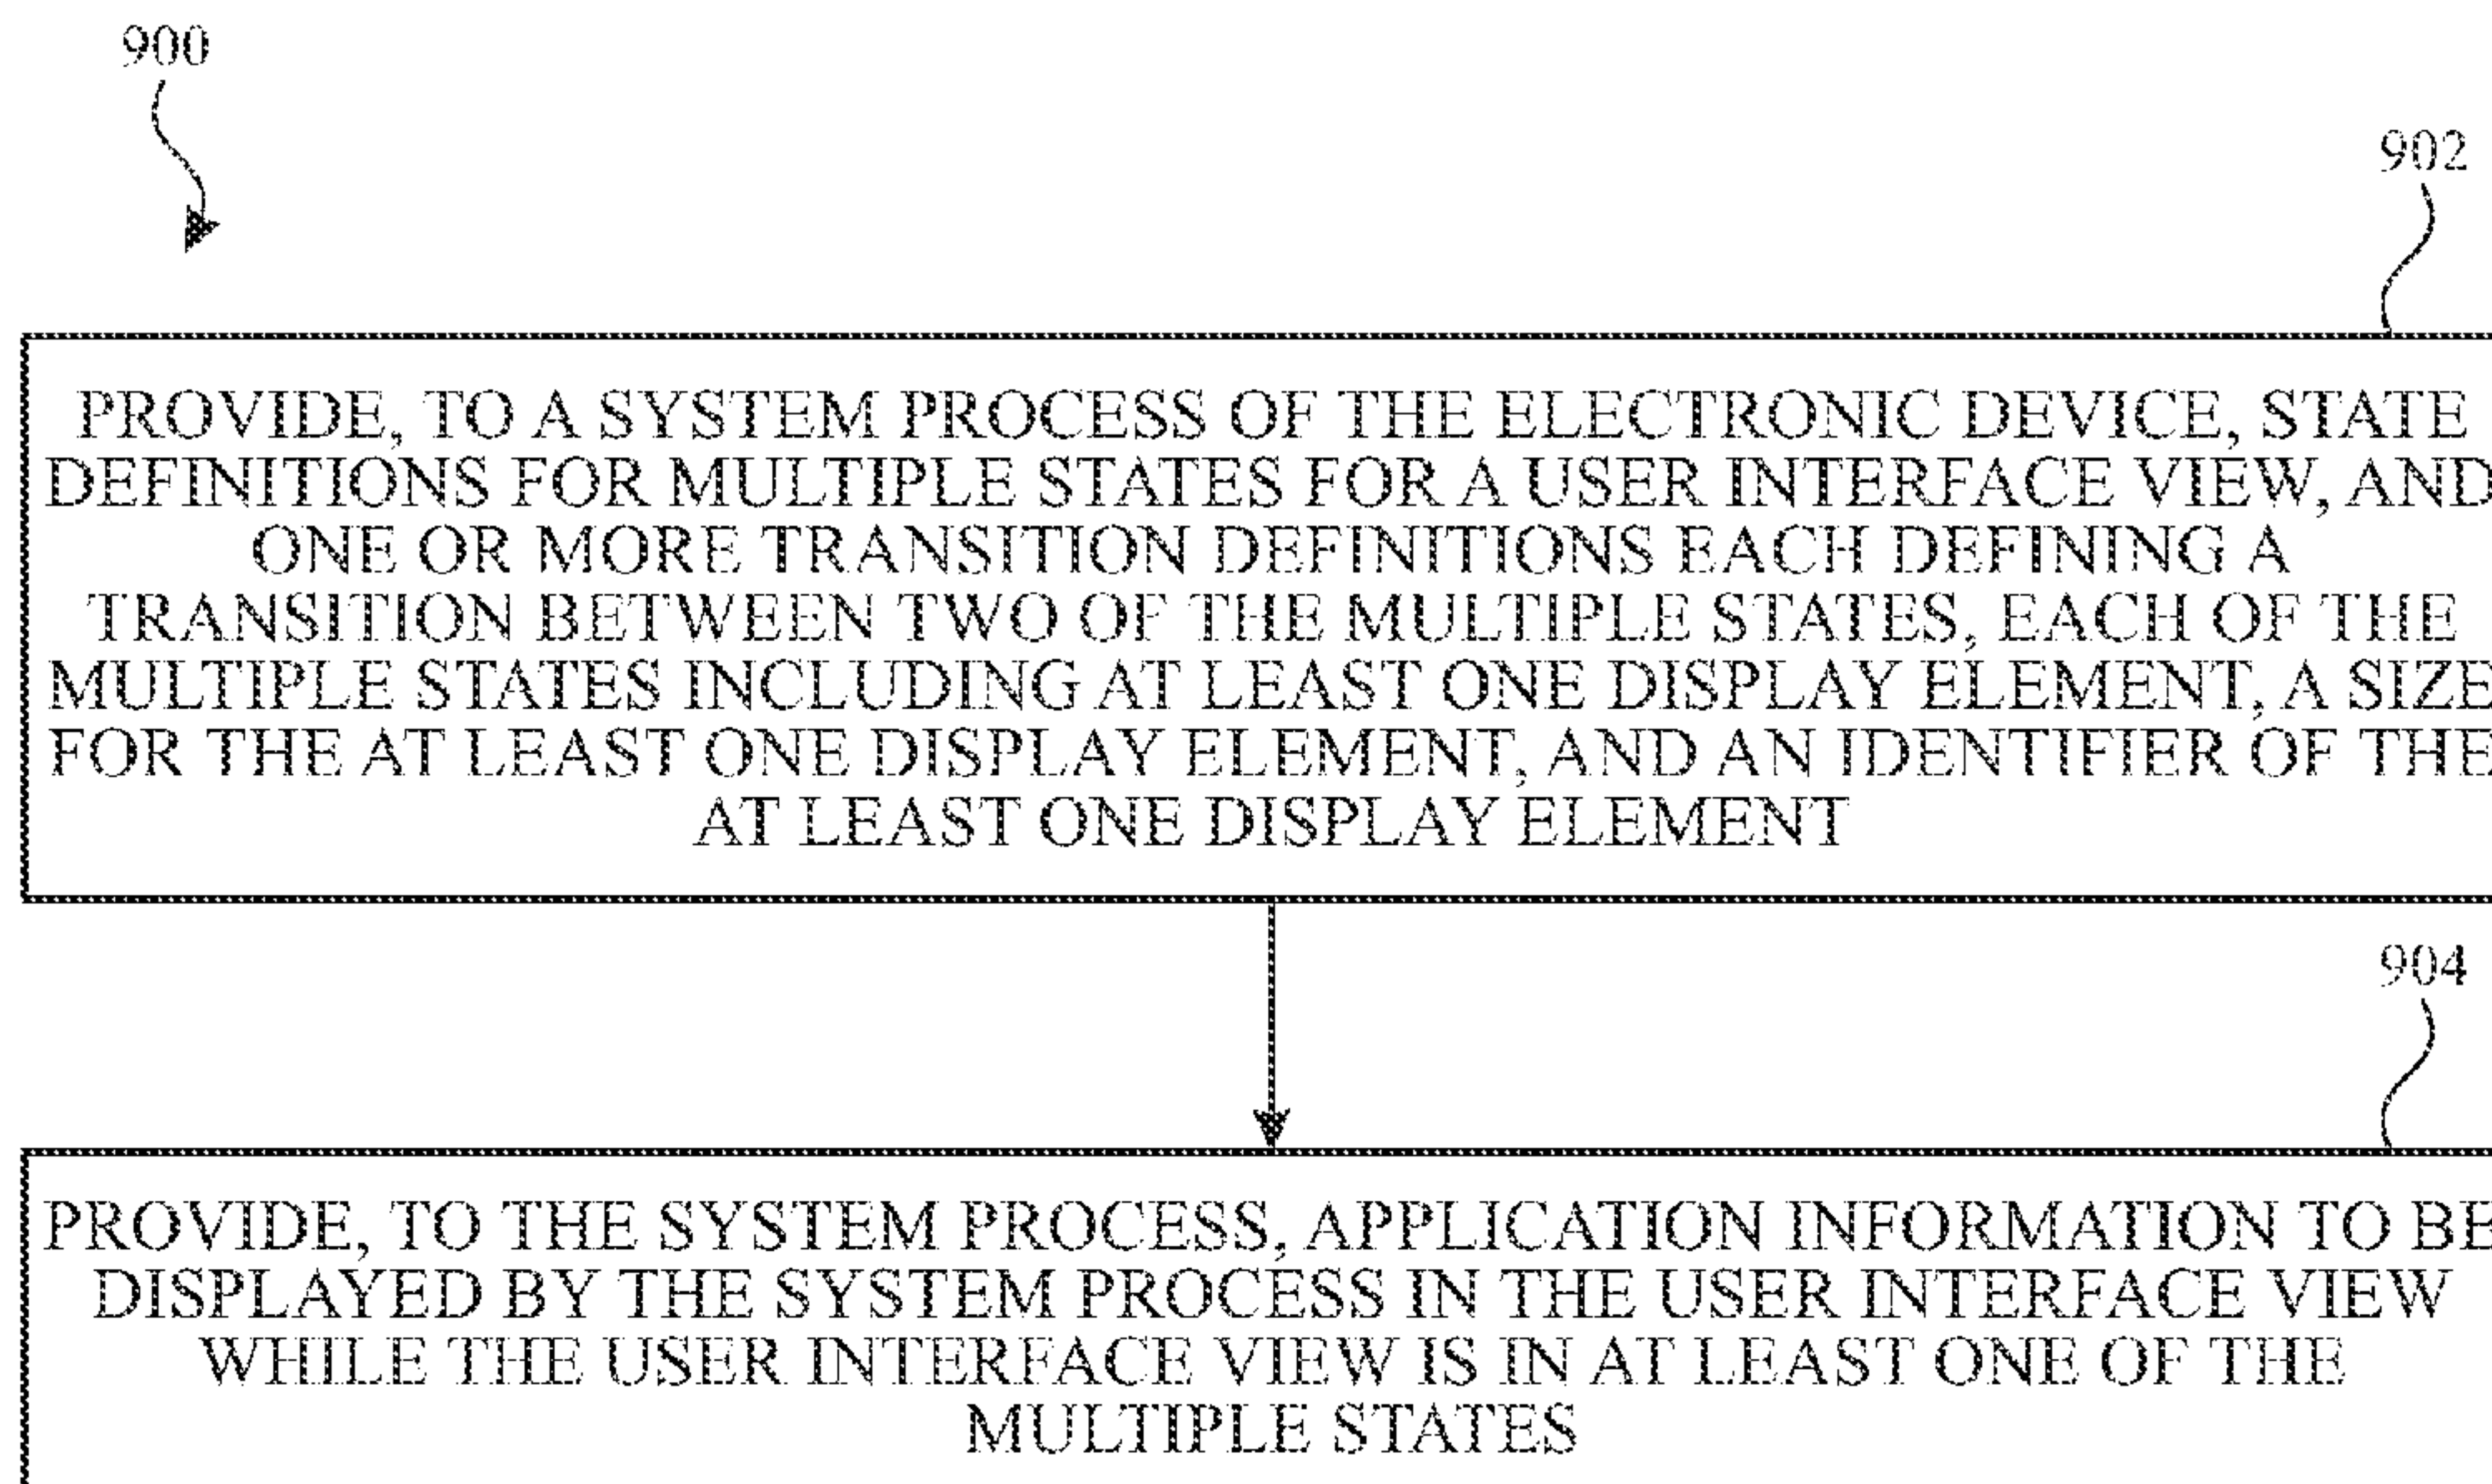 900
902
PROVIDE, TO A SYSTEM PROCESS OF THE ELECTRONIC DEVICE, STATE
DEFINITIONS FOR MULTIPLE STATES FOR A USER INTERFACE VIEW, AND
ONE OR MORE TRANSITION DEFINITIONS EACH DEFINING A
TRANSITION BETWEEN TWO OF THE MULTIPLE STATES, EACH OF THE
MULTIPLE STATES INCLUDING AT LEAST ONE DISPLAY ELEMENT, A SIZE
FOR THE AT LEAST ONE DISPLAY ELEMENT, AND AN IDENTIFIER OF THE
AT LEAST ONE DISPLAY ELEMENT
904
PROVIDE, TO THE SYSTEM PROCESS, APPLICATION INFORMATION TO BE
DISPLAYED BY THE SYSTEM PROCESS IN THE USER INTERFACE VIEW
WHILE THE USER INTERFACE VIEW IS IN AT LEAST ONE OF THE
MULTIPLE STATES